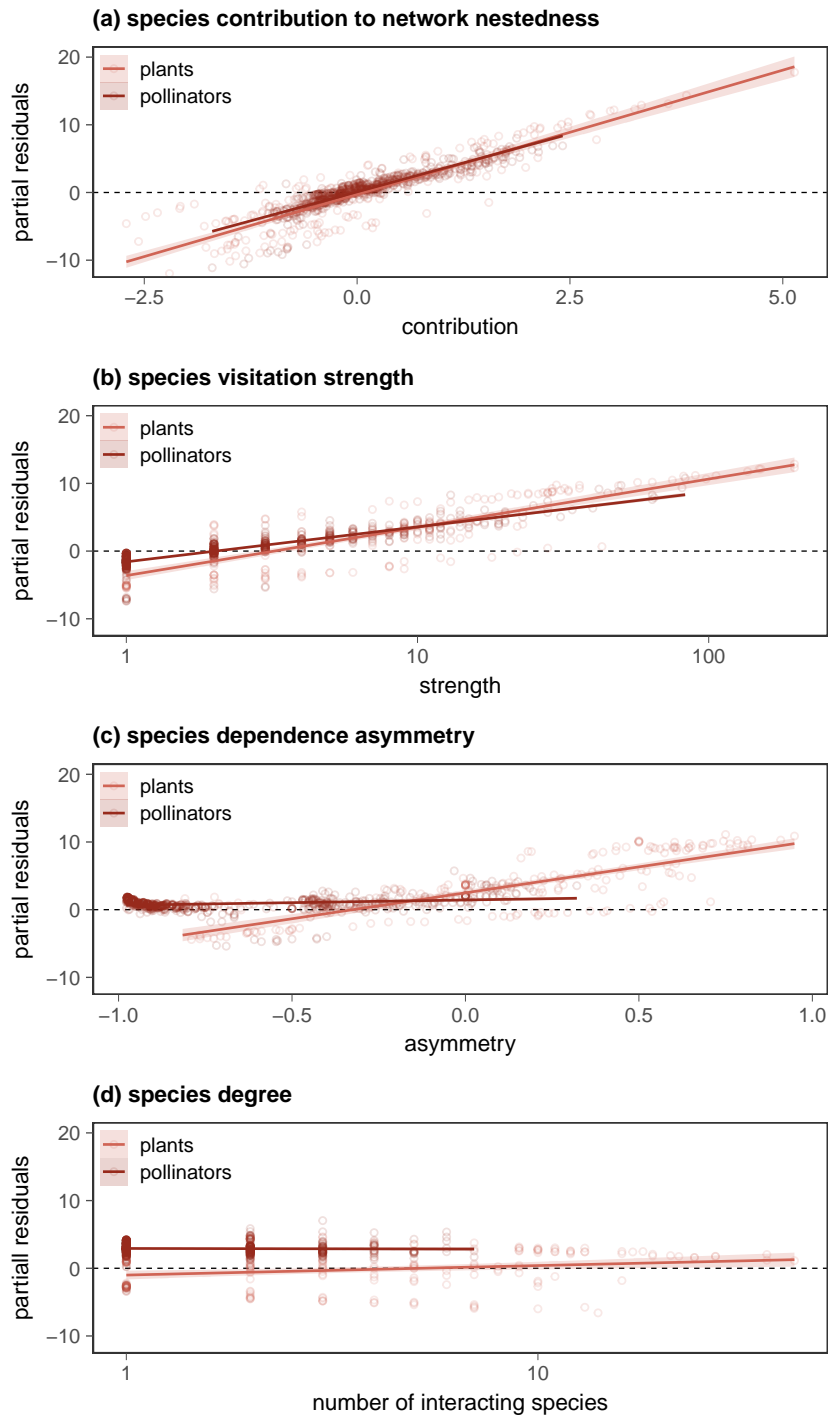 (a) species contribution to network nestedness
plants
pollinators
20
10
0
−10
partial residuals
−2.5 0.0 2.5 5.0
contribution
(b) species visitation strength
plants
pollinators
20
10
0
−10
partial residuals
1 10 100
strength
(c) species dependence asymmetry
plants
pollinators
20
10
0
−10
partial residuals
−1.0 −0.5 0.0 0.5 1.0
asymmetry
(d) species degree
plants
pollinators
20
10
0
−10
partiall residuals
1 10
number of interacting species